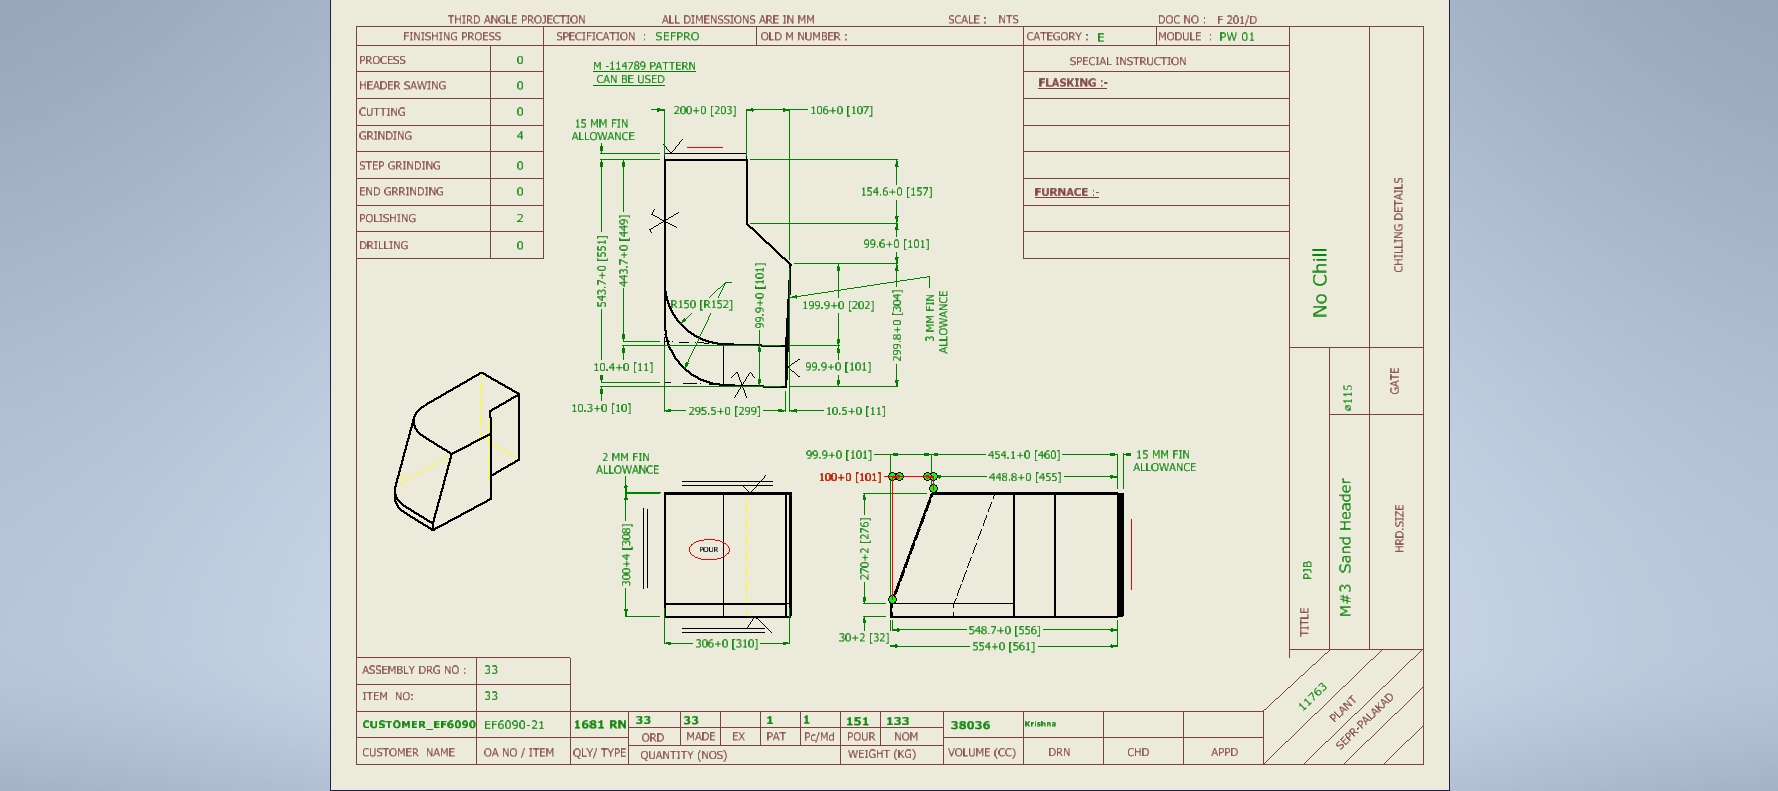 THIRD ANGLE PROJECTION
ALL DIMENSSIONS ARE IN MM
SCALE : NTS
DOC NO : F 201/D
FINISHING PROESS
SPECIFICATION : SEFPRO
OLD M NUMBER :
CATEGORY : E
MODULE : PW 01
PROCESS 0
HEADER SAWING 0
CUTTING 0
GRINDING 4
STEP GRINDING 0
END GRRINDING 0
POLISHING 2
DRILLING 0
M -114789 PATTERN
CAN BE USED
SPECIAL INSTRUCTION
FLASKING :-
FURNACE :-
200+0 [203]
106+0 [107]
15 MM FIN
ALLOWANCE
154.6+0 [157]
99.6+0 [101]
543.7+0 [551]
443.7+0 [449]
R150 [R152]
99.9+0 [101]
199.9+0 [202]
299.8+0 [304]
3 MM FIN
ALLOWANCE
10.4+0 [11]
99.9+0 [101]
10.3+0 [10]
295.5+0 [299]
10.5+0 [11]
2 MM FIN
ALLOWANCE
300+4 [308]
POUR
306+0 [310]
99.9+0 [101]
454.1+0 [460]
15 MM FIN
ALLOWANCE
100+0 [101]
448.8+0 [455]
270+2 [276]
30+2 [32]
548.7+0 [556]
554+0 [561]
No Chill
CHILLING DETAILS
ø115
GATE
M#3 Sand Header
HRD.SIZE
TITLE PJB
11763
PLANT
SEPR-PALAKAD
ASSEMBLY DRG NO : 33
ITEM NO: 33
CUSTOMER_EF6090 EF6090-21 1681 RN 33 33 1 1 151 133 38036 Krishna
ORD MADE EX PAT Pc/Md POUR NOM
CUSTOMER NAME OA NO / ITEM QLY/ TYPE QUANTITY (NOS) WEIGHT (KG) VOLUME (CC) DRN CHD APPD